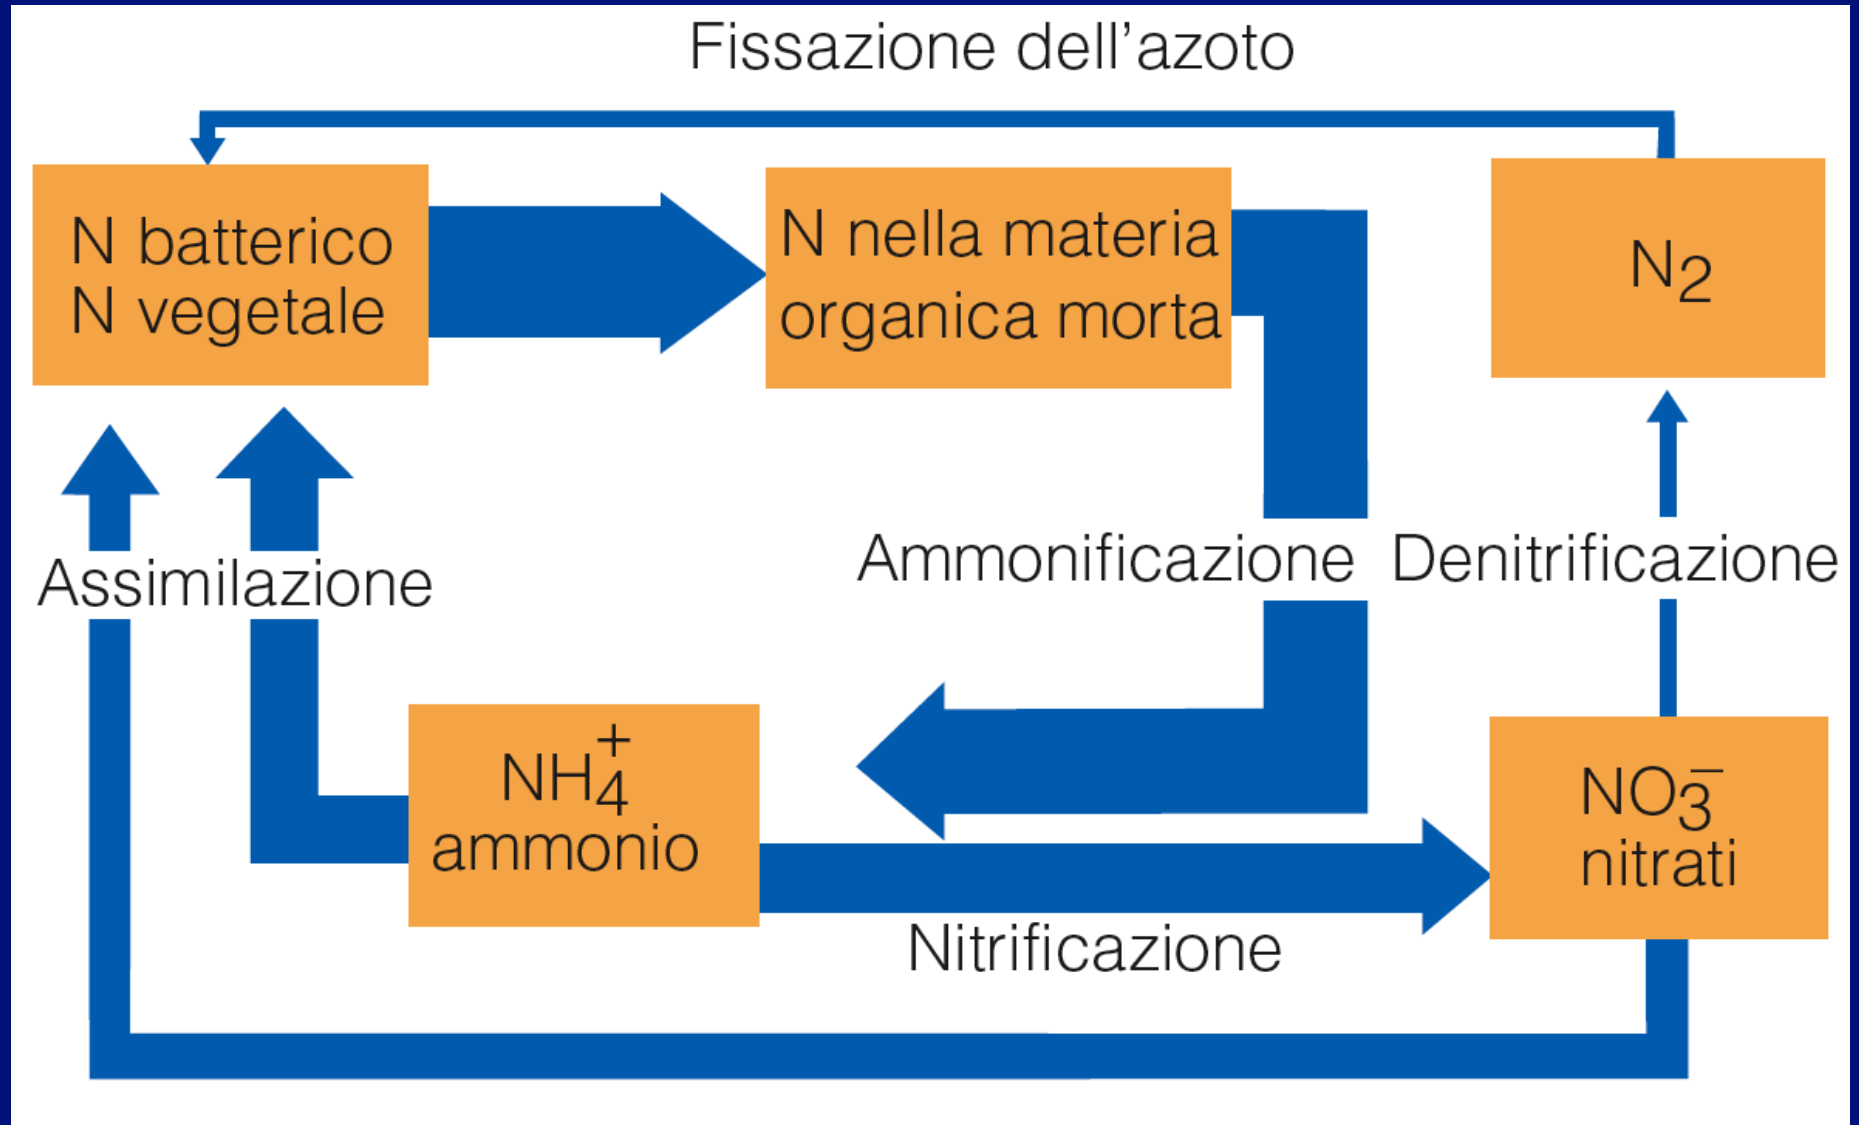 Fissazione dell’azoto
N batterico
N vegetale
N nella materia
organica morta
N2
Assimilazione
Ammonificazione
Denitrificazione
NH4+
ammonio
NO3−
nitrati
Nitrificazione